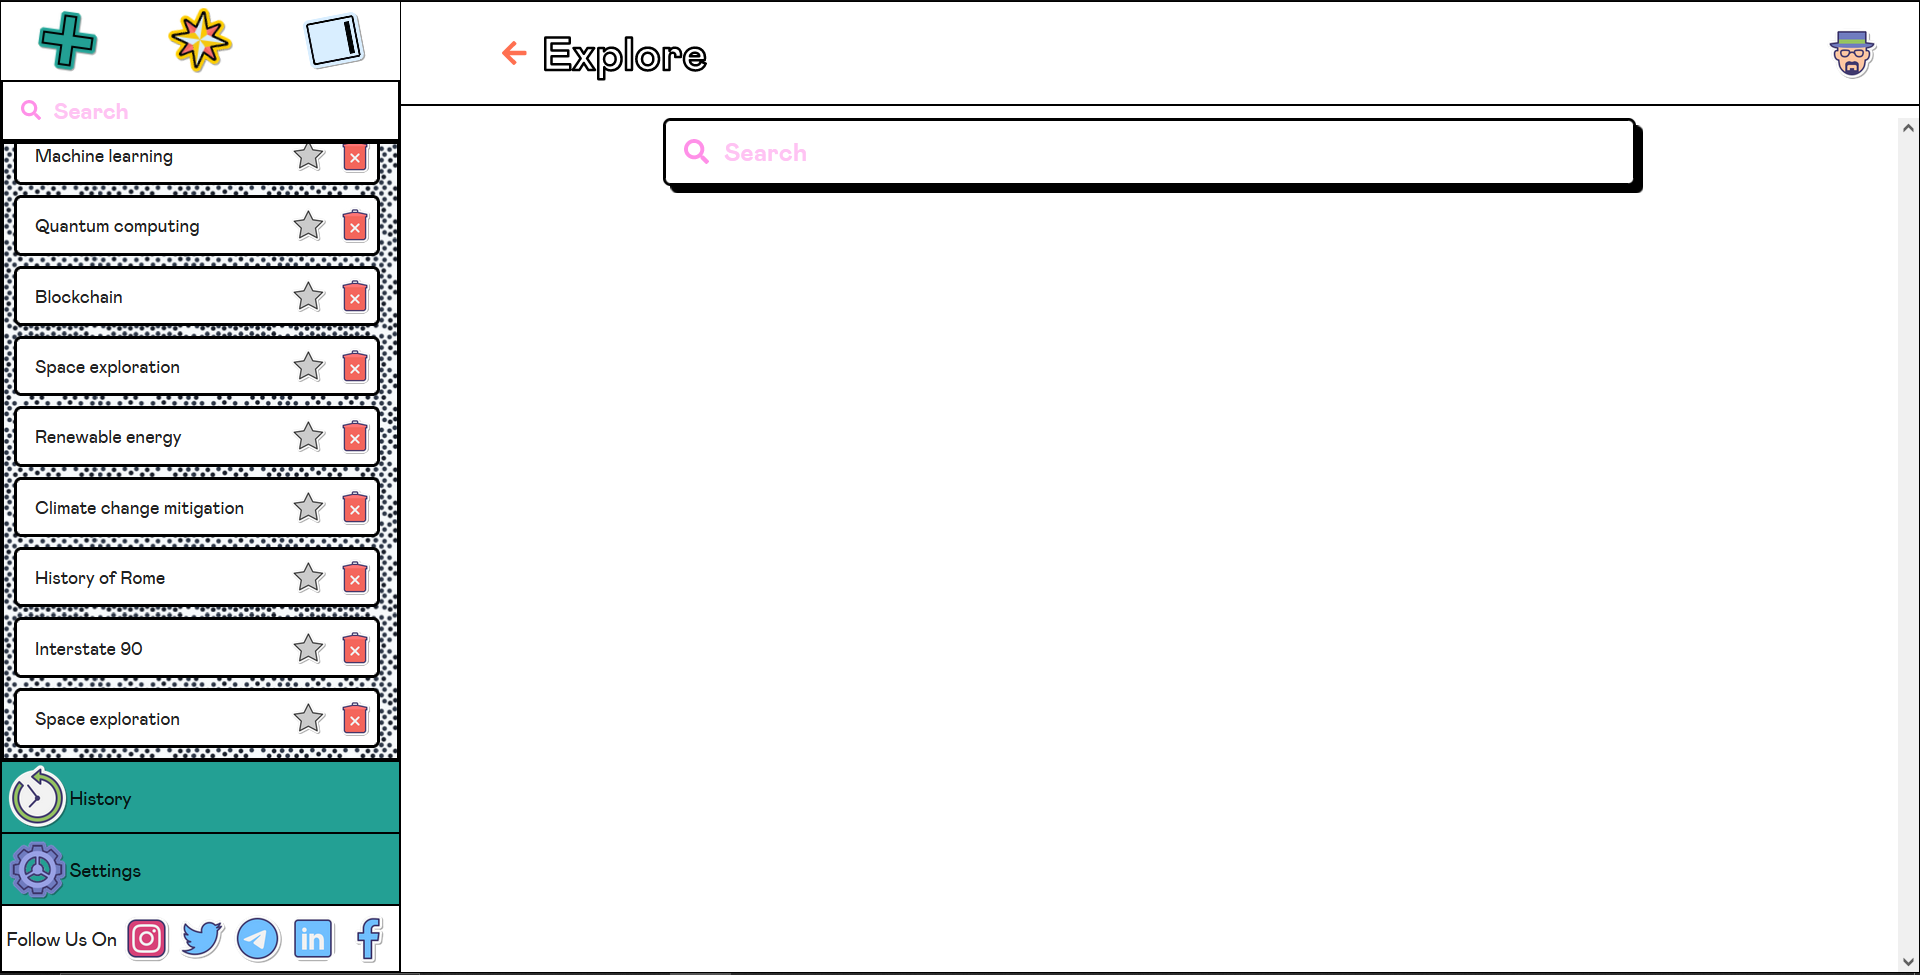 Search
Machine learning
Quantum computing
Blockchain
Space exploration
Renewable energy
Climate change mitigation
History of Rome
Interstate 90
Space exploration
History
Settings
Follow Us On
Explore
Search